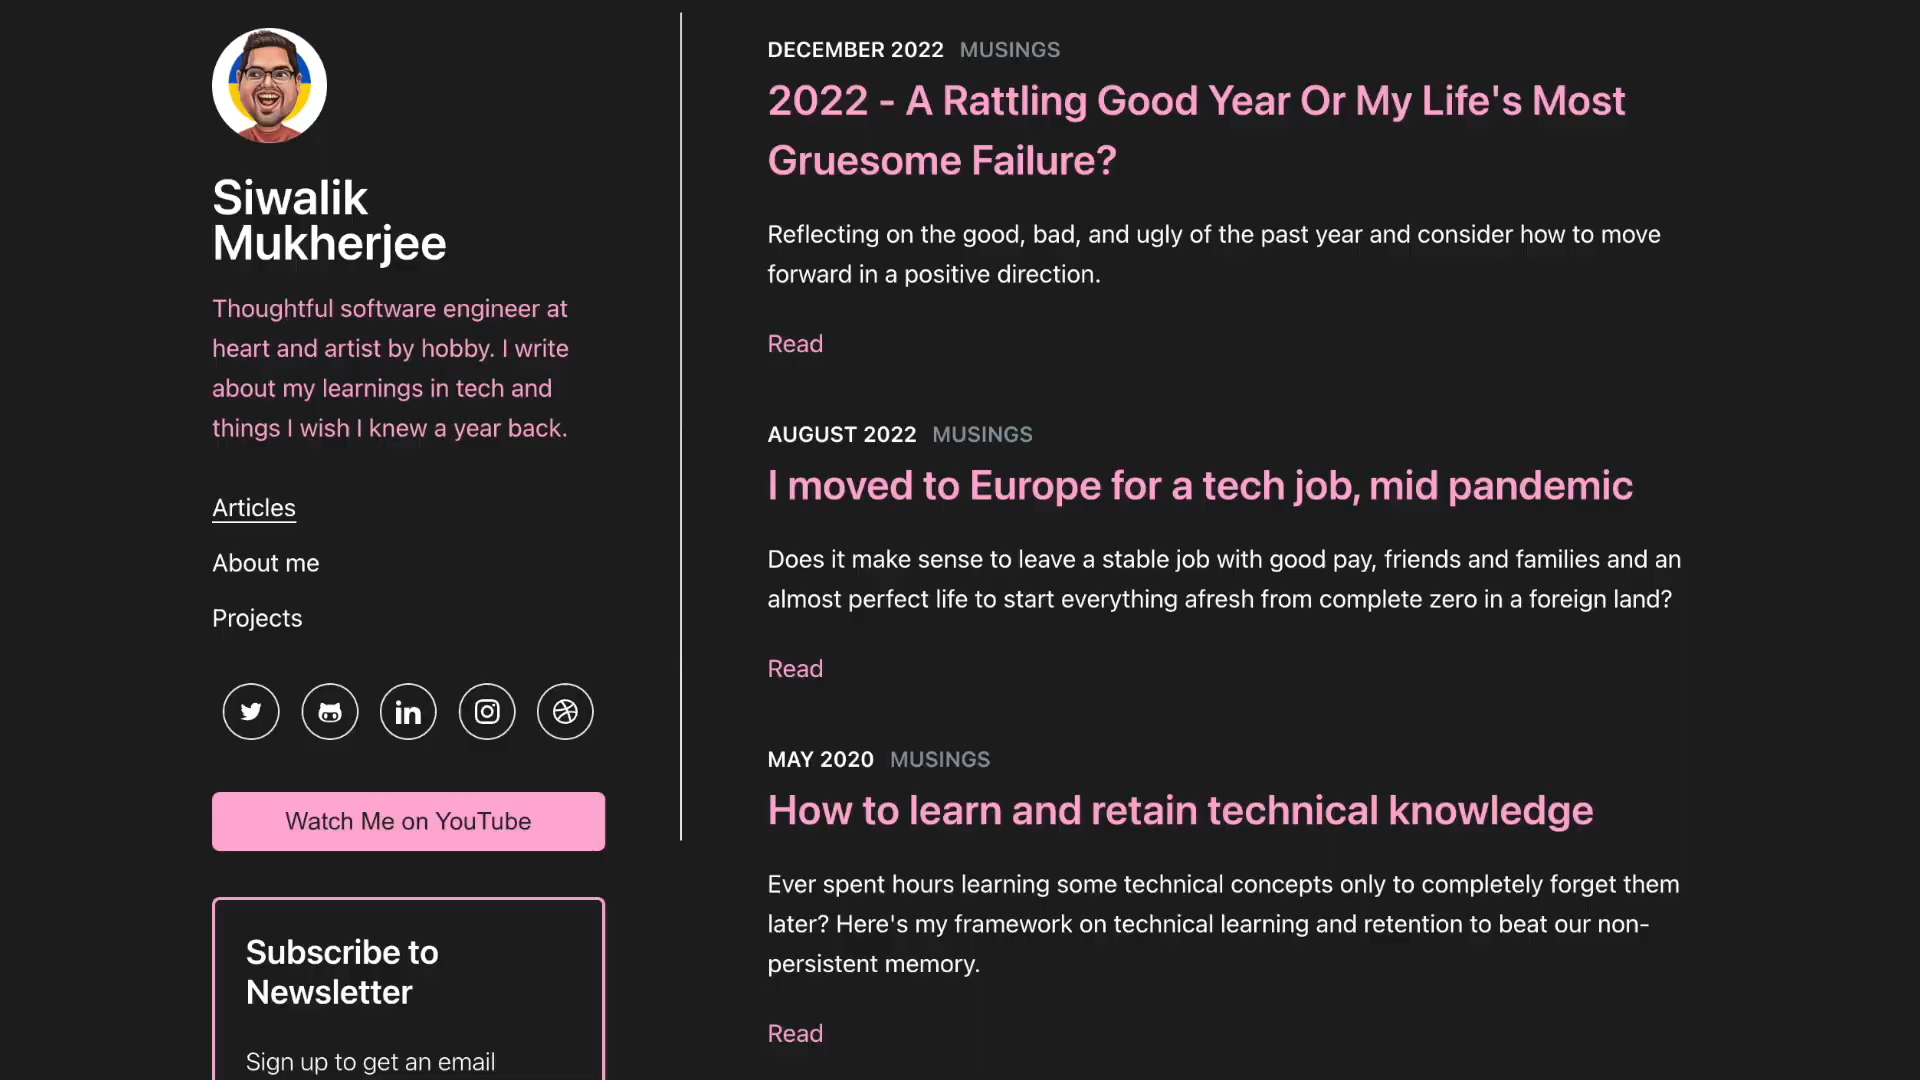 Siwalik
Mukherjee
Thoughtful software engineer at
heart and artist by hobby. I write
about my learnings in tech and
things I wish I knew a year back.
Articles
About me
Projects
in
Watch Me on YouTube
Subscribe to
Newsletter
Sign up to get an email
DECEMBER 2022 MUSINGS
2022 - A Rattling Good Year Or My Life's Most
Gruesome Failure?
Reflecting on the good, bad, and ugly of the past year and consider how to move
forward in a positive direction.
Read
AUGUST 2022 MUSINGS
I moved to Europe for a tech job, mid pandemic
Does it make sense to leave a stable job with good pay, friends and families and an
almost perfect life to start everything afresh from complete zero in a foreign land?
Read
MAY 2020 MUSINGS
How to learn and retain technical knowledge
Ever spent hours learning some technical concepts only to completely forget them
later? Here's my framework on technical learning and retention to beat our non-
persistent memory.
Read